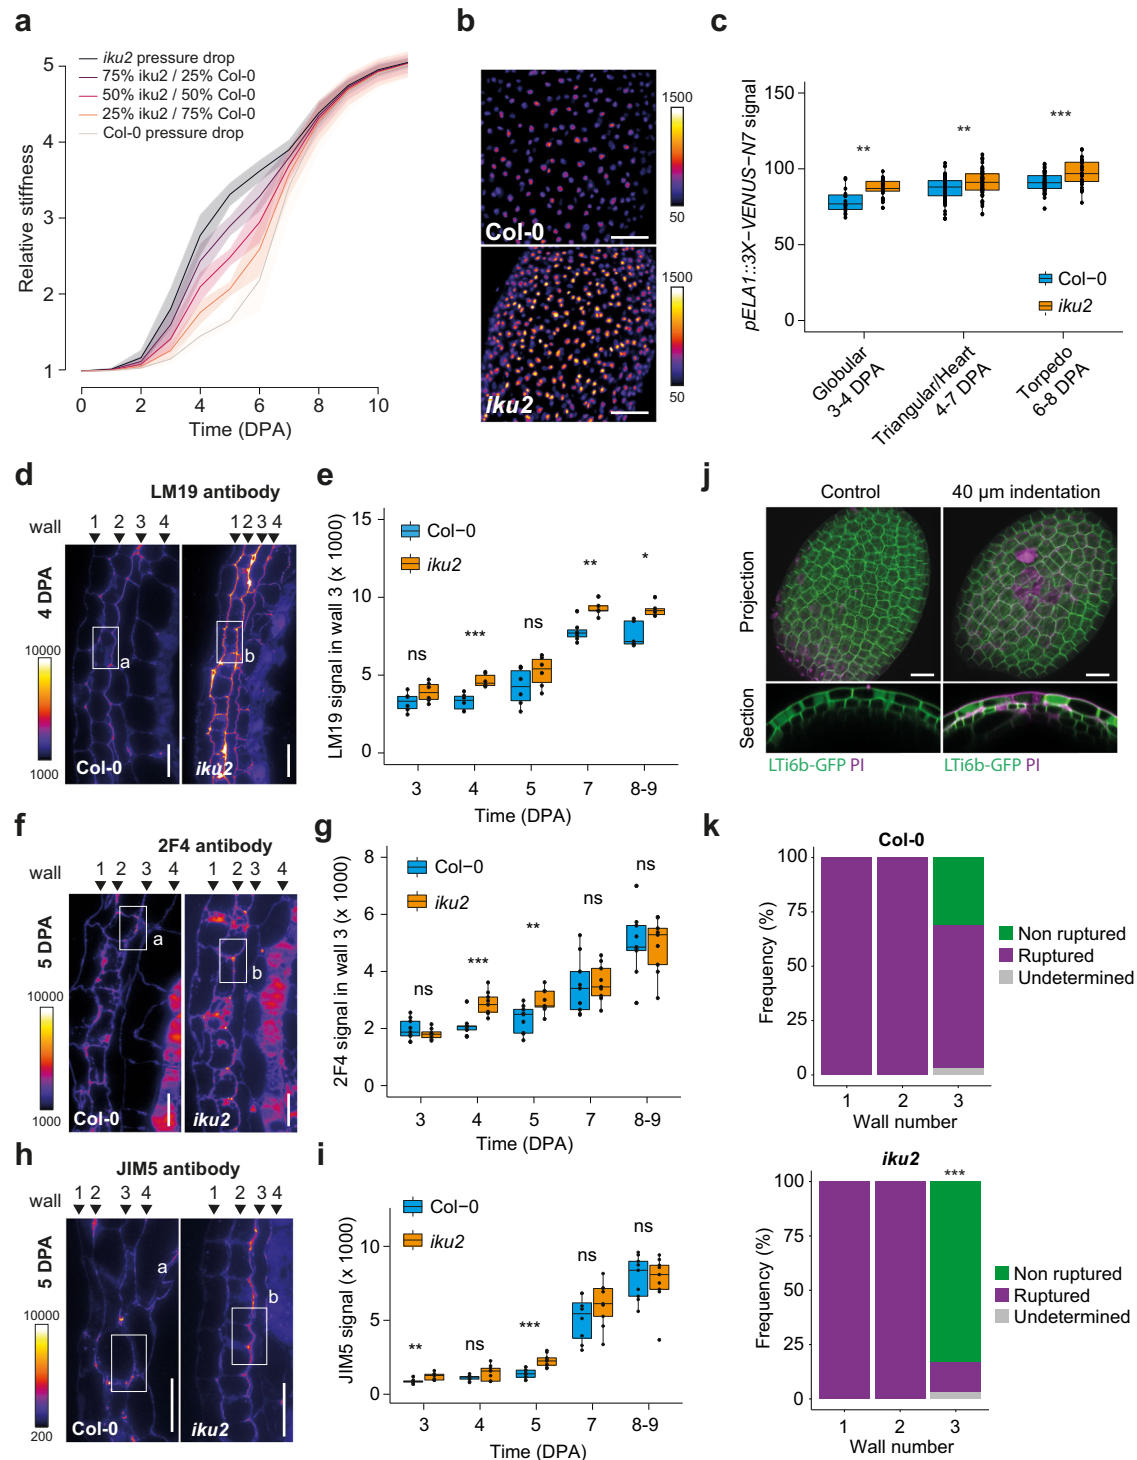 a
iku2 pressure drop
75% iku2 / 25% Col-0
50% iku2 / 50% Col-0
25% iku2 / 75% Col-0
Col-0 pressure drop
Relative stiffness
5
4
3
2
1
0 2 4 6 8 10
Time (DPA)
b
Col-0
1500
50
iku2
1500
50
c
pELA1::3X−VENUS−N7 signal
150
100
50
0
** ** ***
Col−0
iku2
Globular
3-4 DPA
Triangular/Heart
4-7 DPA
Torpedo
6-8 DPA
d
LM19 antibody
wall 1 2 3 4 1 2 3 4
4 DPA
10000
1000
a
b
Col-0
iku2
e
LM19 signal in wall 3 (x 1000)
15
10
5
0
Col−0
iku2
ns *** ns ** *
3 4 5 7 8-9
Time (DPA)
f
2F4 antibody
wall 1 2 3 4 1 2 3 4
5 DPA
10000
1000
a
b
Col-0
iku2
g
2F4 signal in wall 3 (x 1000)
8
6
4
2
0
Col−0
iku2
ns *** ** ns ns
3 4 5 7 8-9
Time (DPA)
h
JIM5 antibody
wall 1 2 3 4 1 2 3 4
5 DPA
10000
200
a
b
Col-0
iku2
i
JIM5 signal (x 1000)
10
5
0
Col−0
iku2
** ns *** ns ns
3 4 5 7 8-9
Time (DPA)
j
Control
40 µm indentation
Projection
Section
LTi6b-GFP PI
LTi6b-GFP PI
k
Col-0
Frequency (%)
100
75
50
25
0
1 2 3
Wall number
Non ruptured
Ruptured
Undetermined
iku2
***
Frequency (%)
100
75
50
25
0
1 2 3
Wall number
Non ruptured
Ruptured
Undetermined